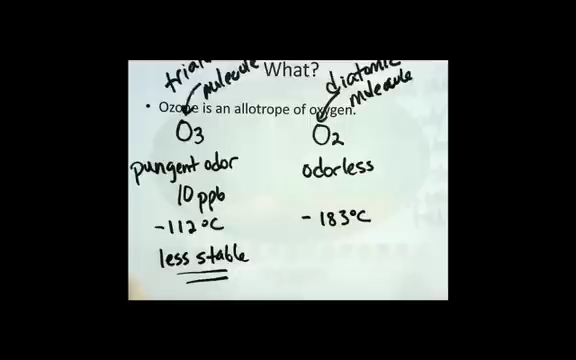 molecule
What?
diatomic
molecule
• Ozone is an allotrope of oxygen.
O3 O2
pungent odor odorless
10 ppb
-112°C -183°C
less stable